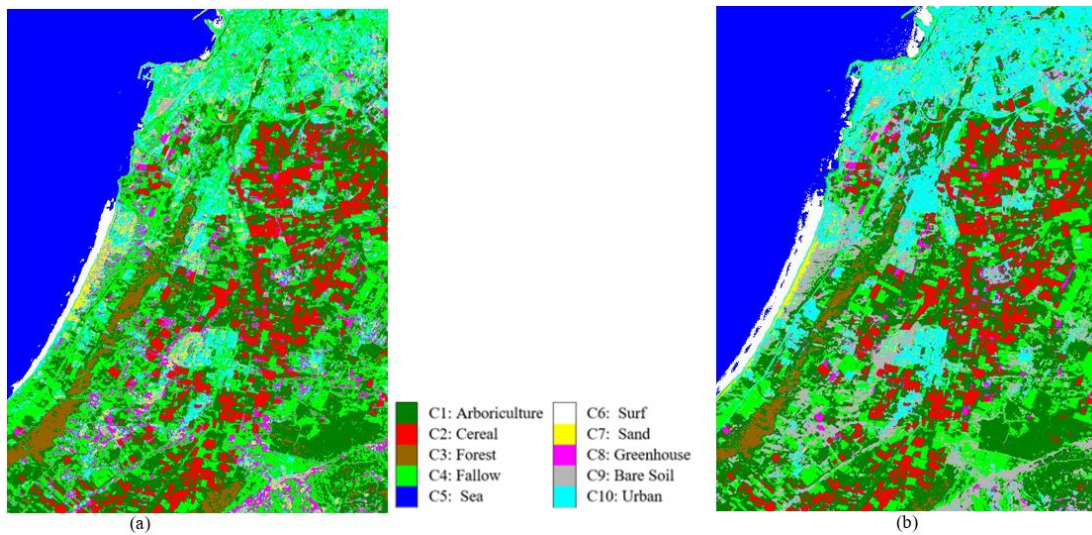 C1: Arboriculture
C2: Cereal
C3: Forest
C4: Fallow
C5: Sea
C6: Surf
C7: Sand
C8: Greenhouse
C9: Bare Soil
C10: Urban
(a)
(b)